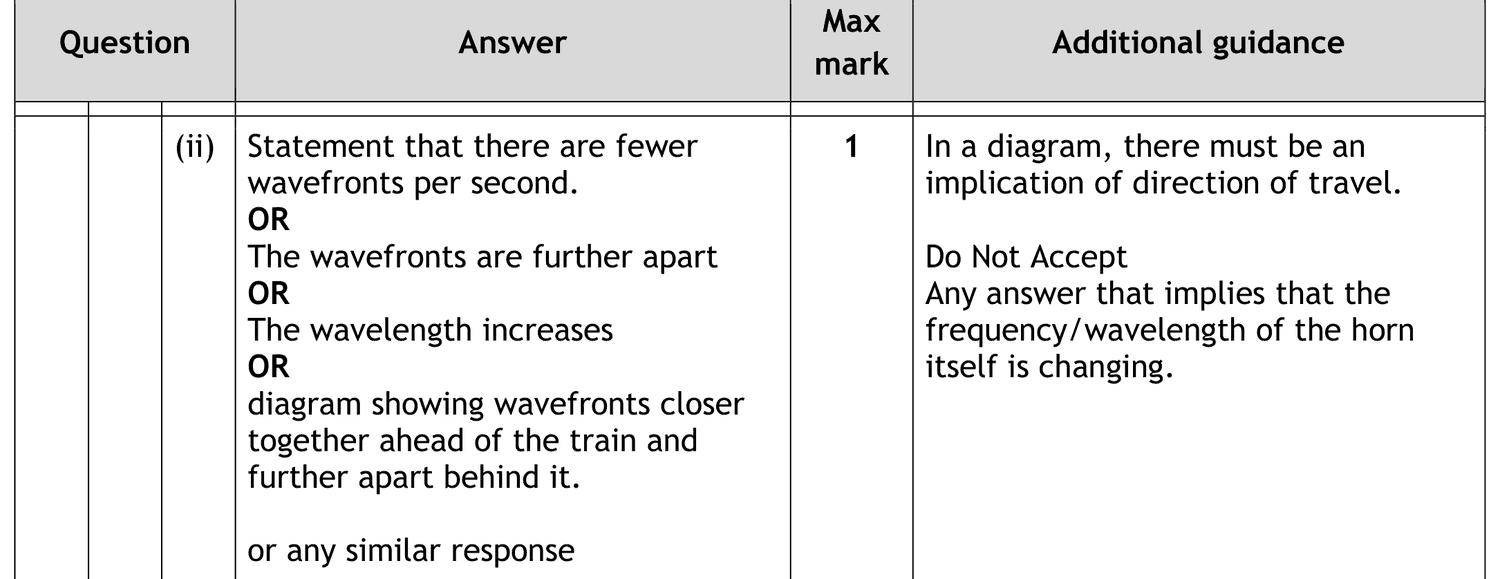 Question Answer Max mark Additional guidance
(ii) Statement that there are fewer 1 In a diagram, there must be an
wavefronts per second. implication of direction of travel.
OR
The wavefronts are further apart Do Not Accept
OR Any answer that implies that the
The wavelength increases frequency/wavelength of the horn
OR itself is changing.
diagram showing wavefronts closer
together ahead of the train and
further apart behind it.
or any similar response